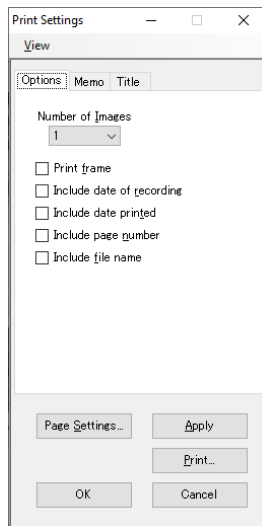 Print Settings
View
Options Memo Title
Number of Images
1
Print frame
Include date of recording
Include date printed
Include page number
Include file name
Page Settings... Apply
Print...
OK Cancel